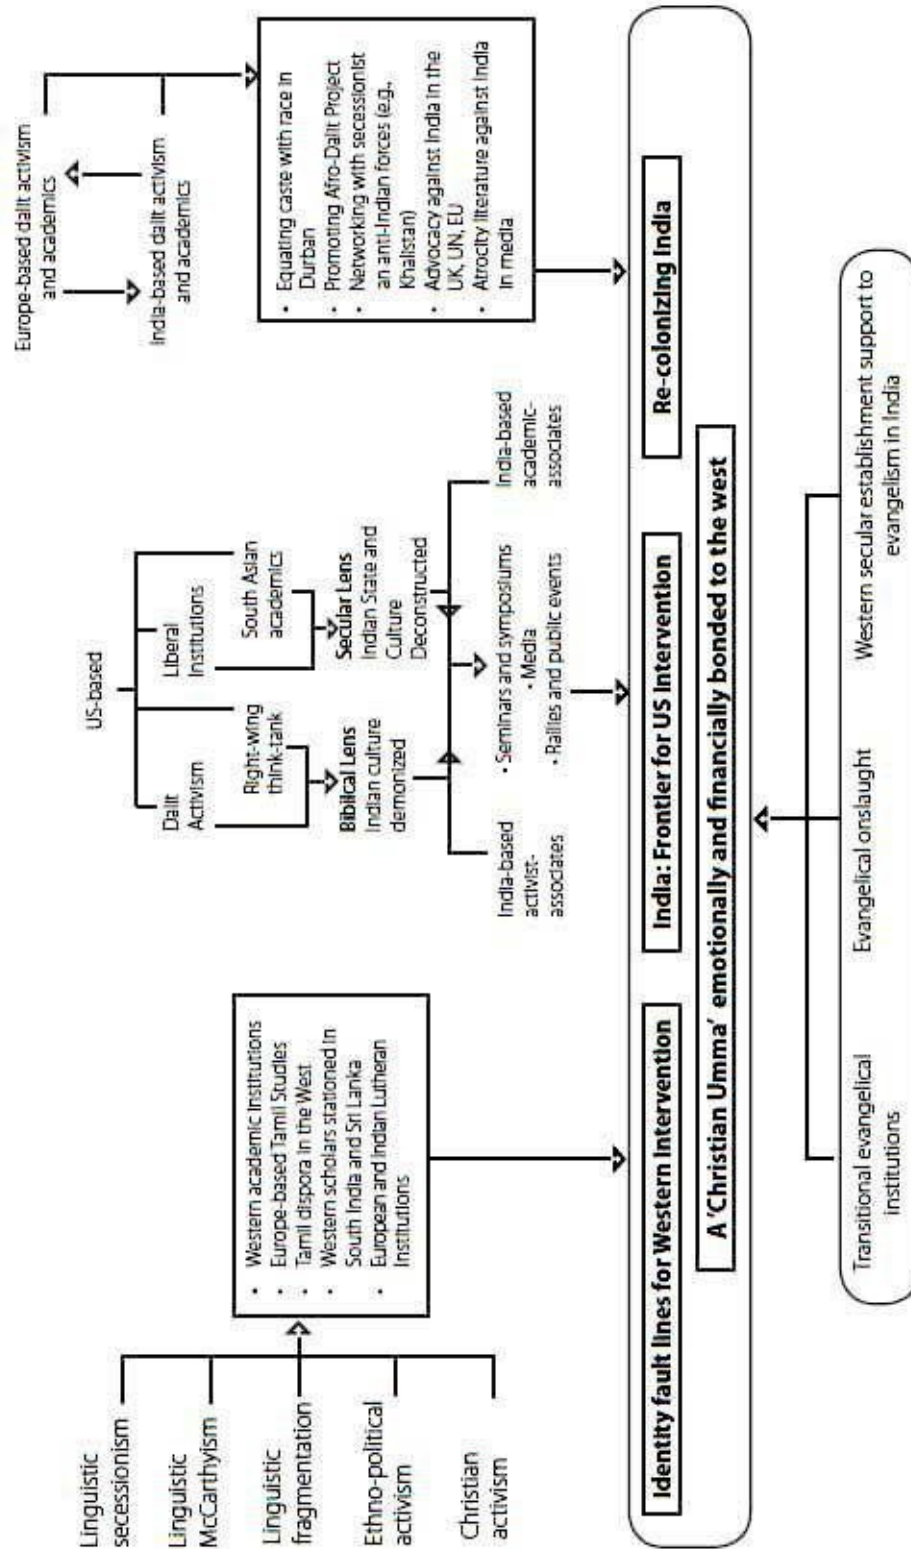 Linguistic
secessionism
Linguistic
McCarthyism
Linguistic
fragmentation
Ethno-political
activism
Christian
activism
• Western academic institutions
• Europe-based Tamil Studies
• Tamil dispora in the West
• Western scholars stationed in
South India and Sri Lanka
• European and Indian Lutheran
Institutions
US-based
Dalit
Activism
Right-wing
think-tank
Liberal
Institutions
South Asian
academics
Biblical Lens
Indian culture
demonized
Secular Lens
Indian State and
Culture
Deconstructed
India-based
activist-
associates
• Seminars and symposiums
• Media
• Rallies and public events
India-based
academic-
associates
Europe-based dalit activism
and academics
India-based dalit activism
and academics
• Equating caste with race in
Durban
• Promoting Afro-Dalit Project
• Networking with secessionist
an anti-Indian forces (e.g.,
Khalistan)
• Advocacy against India in the
UK, UN, EU
• Atrocity literature against India
in media
Identity fault lines for Western Intervention
India: Frontier for US Intervention
Re-colonizing India
A 'Christian Umma' emotionally and financially bonded to the west
Transitional evangelical
institutions
Evangelical onslaught
Western secular establishment support to
evangelism in India